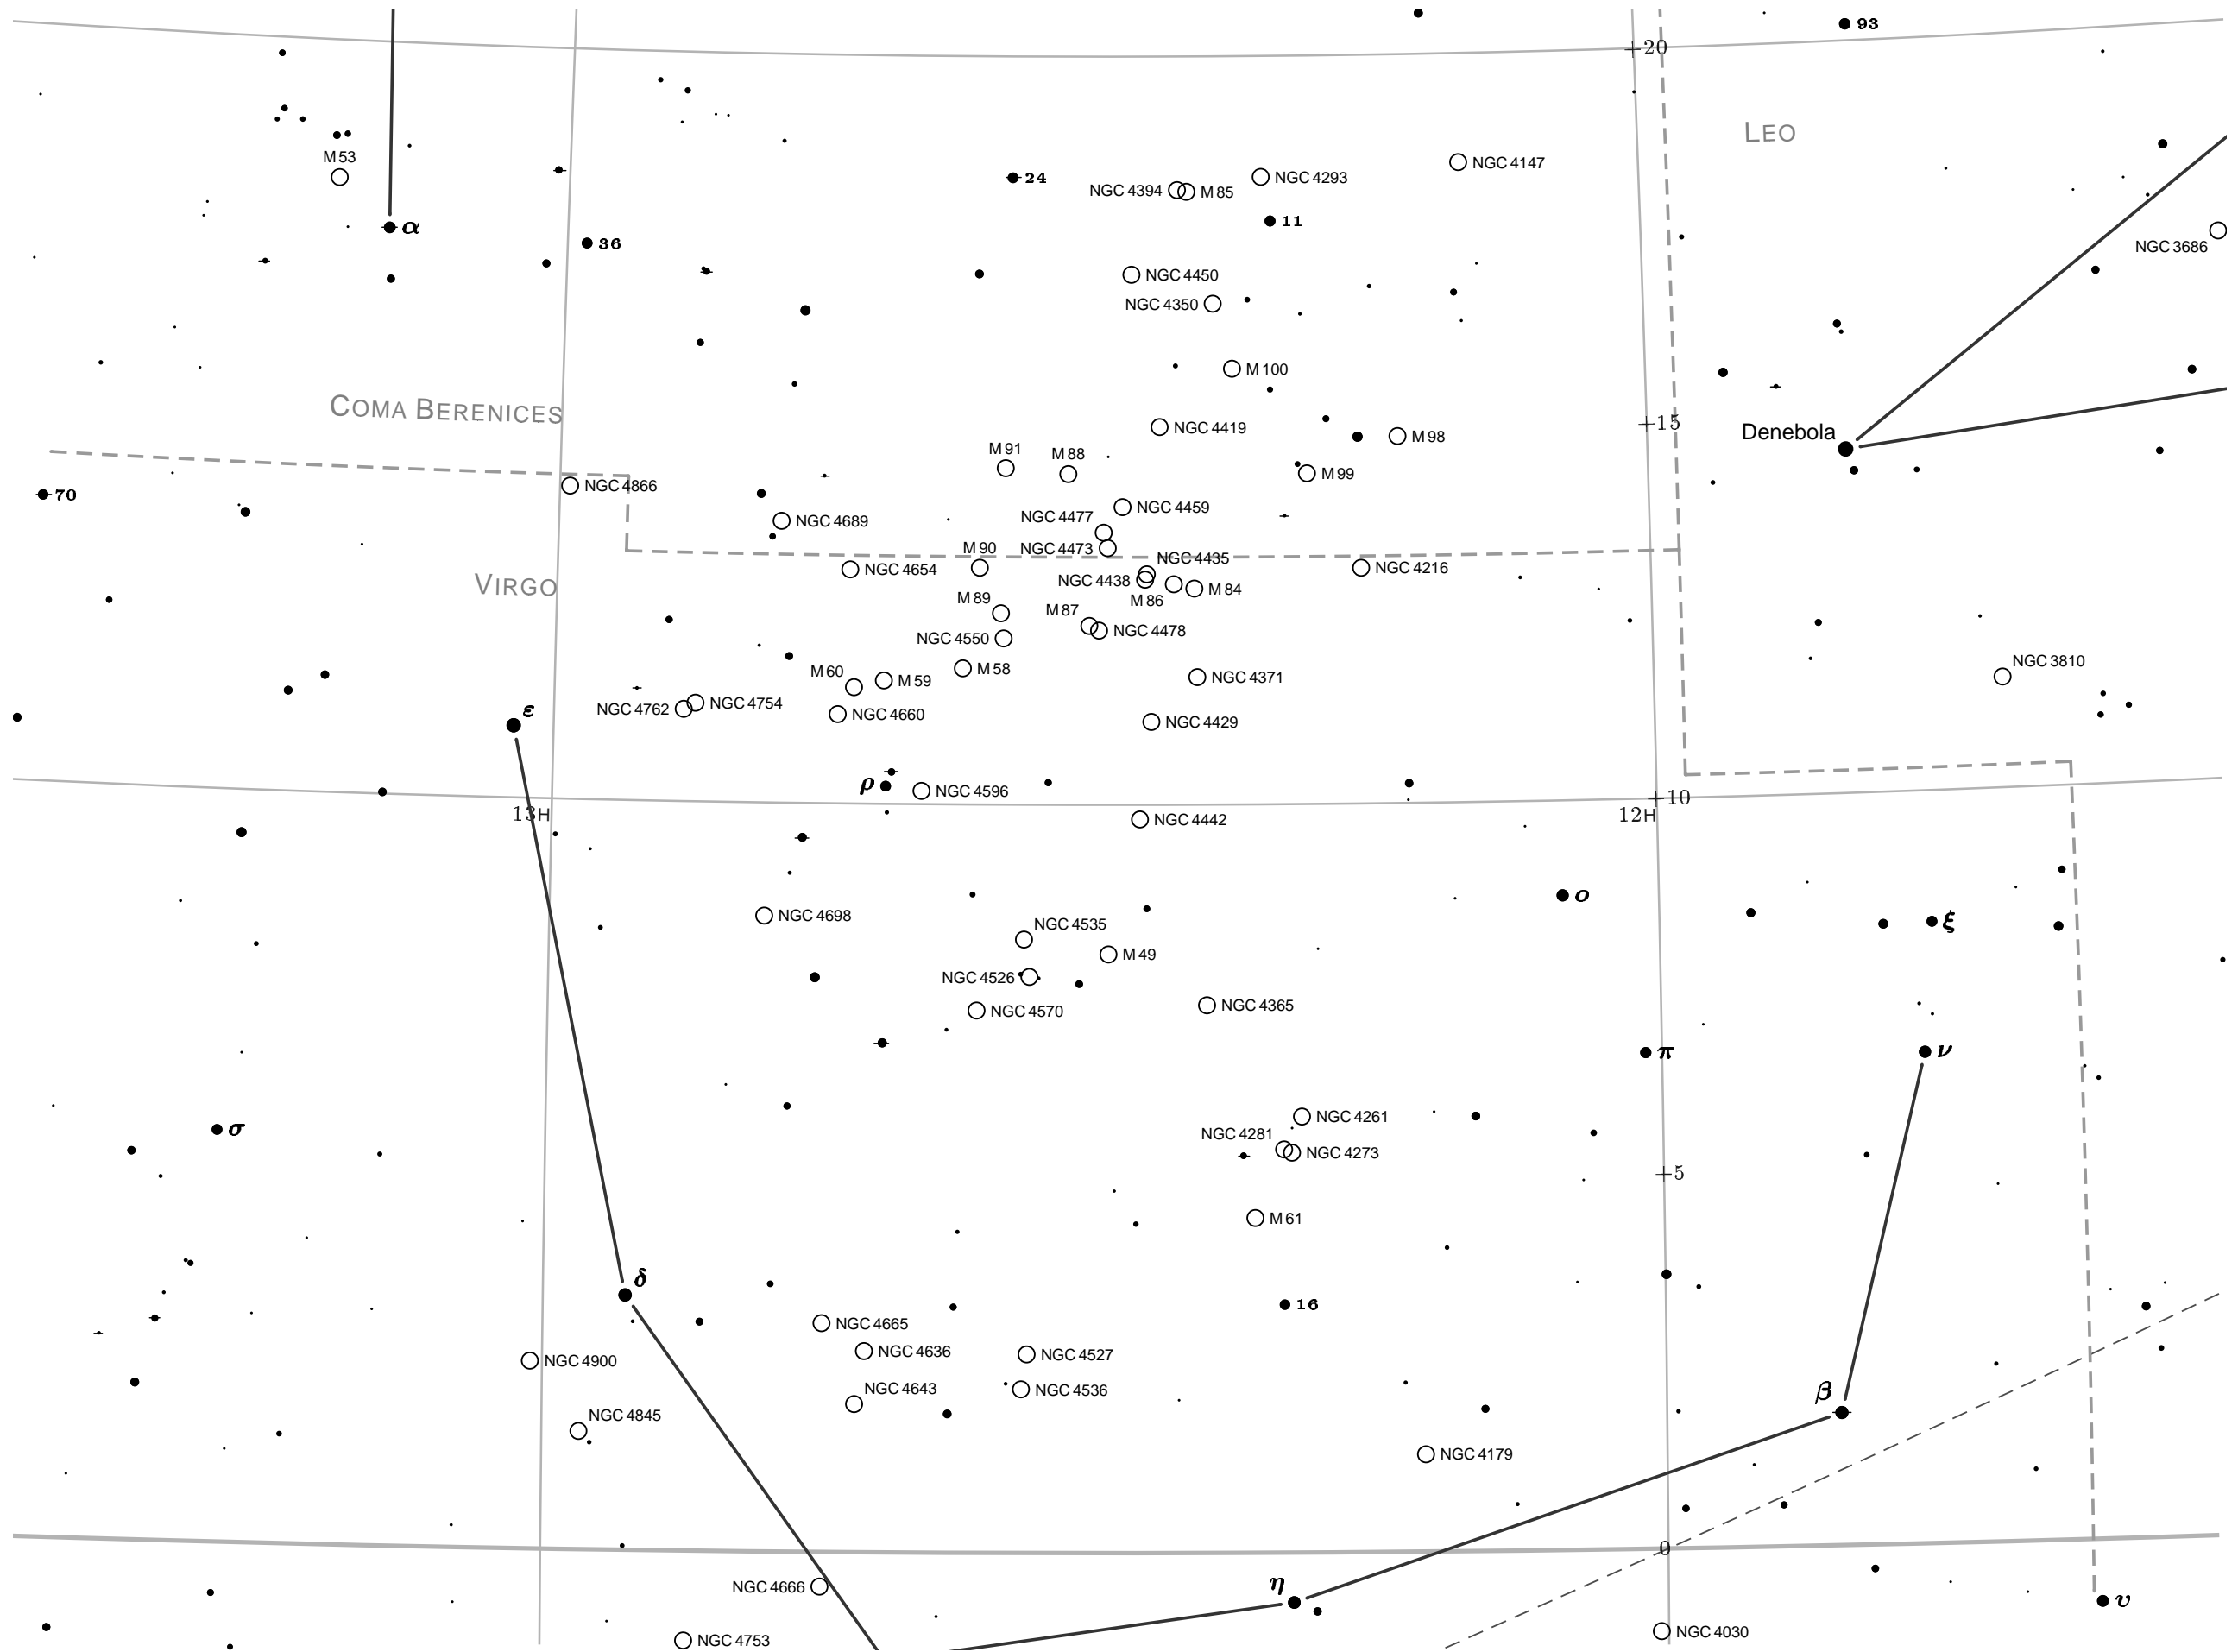 93
+20
LEO
M 53
NGC 4147
24
NGC 4293
NGC 4394
M 85
11
α
36
NGC 3686
NGC 4450
NGC 4350
M 100
COMA BERENICES
+15
NGC 4419
M 98
Denebola
M 91
M 88
M 99
NGC 4866
70
NGC 4459
NGC 4477
NGC 4689
M 90
NGC 4473
NGC 4435
NGC 4654
NGC 4216
NGC 4438
VIRGO
M 84
M 86
M 89
M 87
NGC 4478
NGC 4550
NGC 3810
M 60
M 58
M 59
NGC 4371
NGC 4754
NGC 4762
ε
NGC 4660
NGC 4429
ρ
NGC 4596
+10
13H
12H
NGC 4442
ο
NGC 4698
ξ
NGC 4535
M 49
NGC 4526
NGC 4365
NGC 4570
π
ν
NGC 4261
σ
NGC 4281
NGC 4273
+5
M 61
δ
16
NGC 4665
NGC 4636
NGC 4527
NGC 4900
NGC 4643
NGC 4536
β
NGC 4845
NGC 4179
0
NGC 4666
η
υ
NGC 4030
NGC 4753